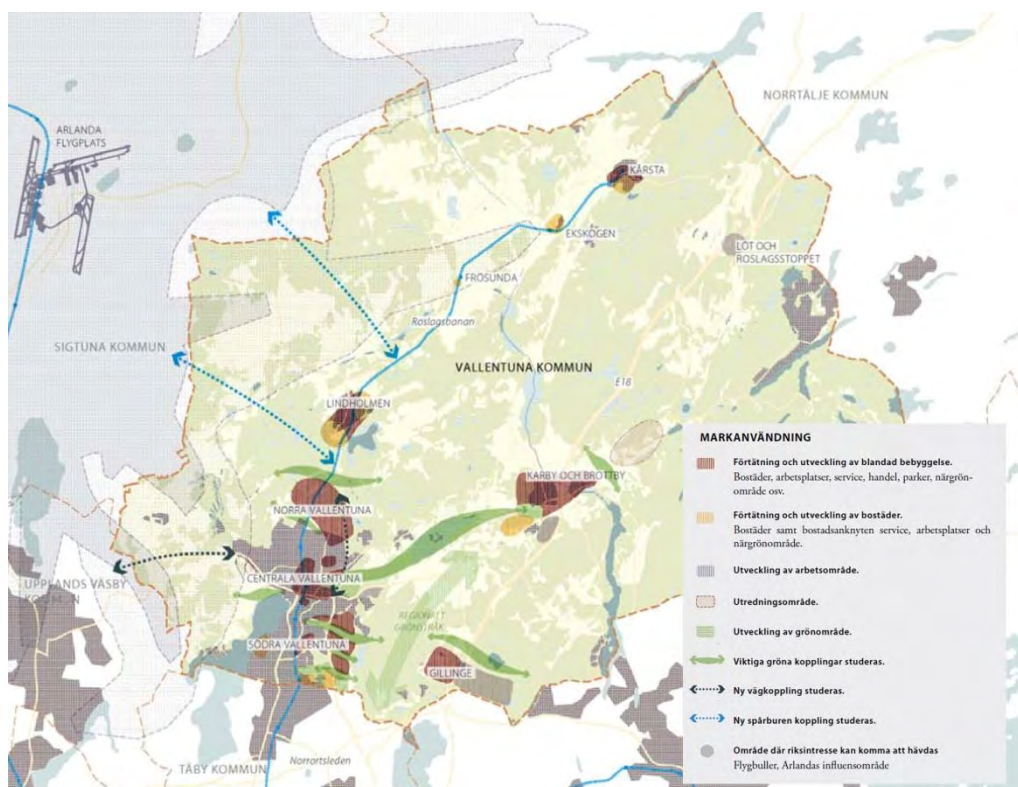 NORRTÄLJE KOMMUN
ARLANDA
FLYGPLATS
KÅRSTA
EKSKOGEN
LÖT OCH
ROSLAGSSTOPPET
FROSUNDA
Roslagsbanan
SIGTUNA KOMMUN
VALLENTUNA KOMMUN
E18
LINDHOLMEN
KARBY OCH BROTTBY
NORRA VALLENTUNA
CENTRALA VALLENTUNA
UPPLANDS VÄSBY
REGIONALT
GRÖNSTRÅK
SÖDRA VALLENTUNA
GILLINGE
TÄBY KOMMUN
Norrortsleden
MARKANVÄNDNING
Förtätning och utveckling av blandad bebyggelse.
Bostäder, arbetsplatser, service, handel, parker, närgrön-
område osv.
Förtätning och utveckling av bostäder.
Bostäder samt bostadsanknyten service, arbetsplatser och
närgrönområde.
Utveckling av arbetsområde.
Utredningsområde.
Utveckling av grönområde.
Viktiga gröna kopplingar studeras.
Ny vägkoppling studeras.
Ny spårburen koppling studeras.
Område där riksintresse kan komma att hävdas
Flygbuller, Arlandas influensområde